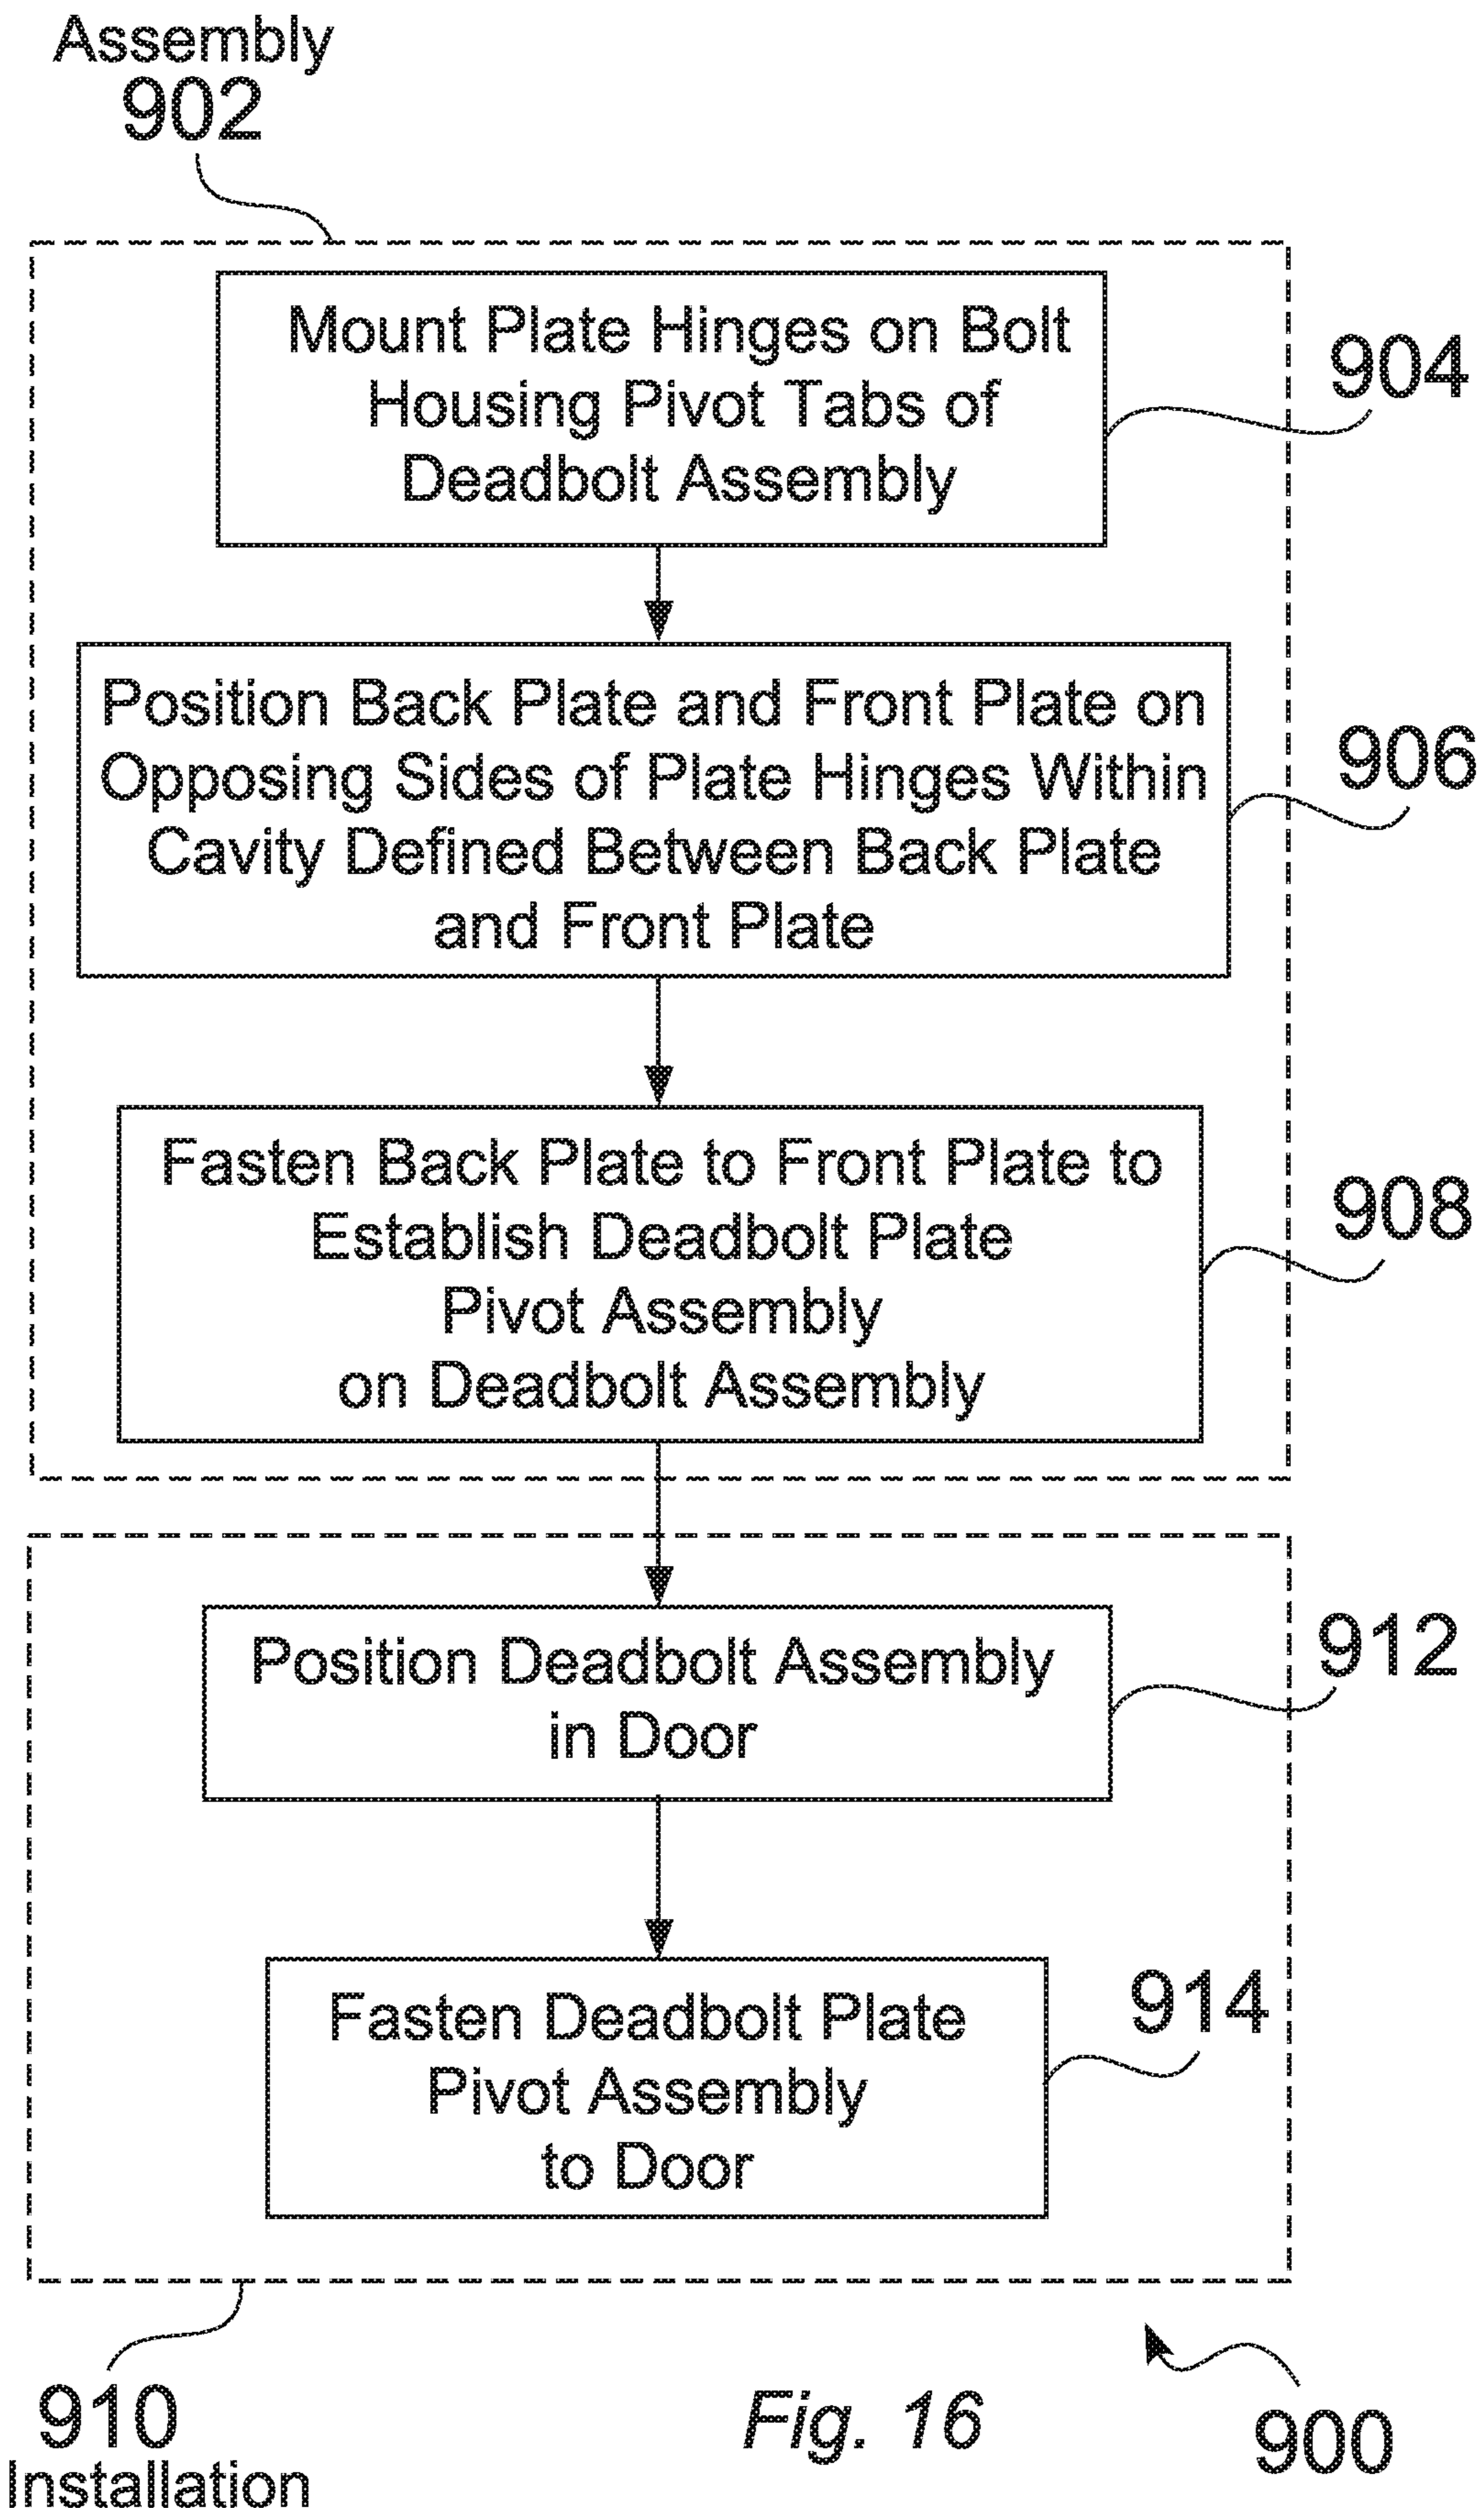 Assembly
902
Mount Plate Hinges on Bolt
Housing Pivot Tabs of
Deadbolt Assembly
904
Position Back Plate and Front Plate on
Opposing Sides of Plate Hinges Within
Cavity Defined Between Back Plate
and Front Plate
906
Fasten Back Plate to Front Plate to
Establish Deadbolt Plate
Pivot Assembly
on Deadbolt Assembly
908
Position Deadbolt Assembly
in Door
912
Fasten Deadbolt Plate
Pivot Assembly
to Door
914
910
Installation
Fig. 16
900